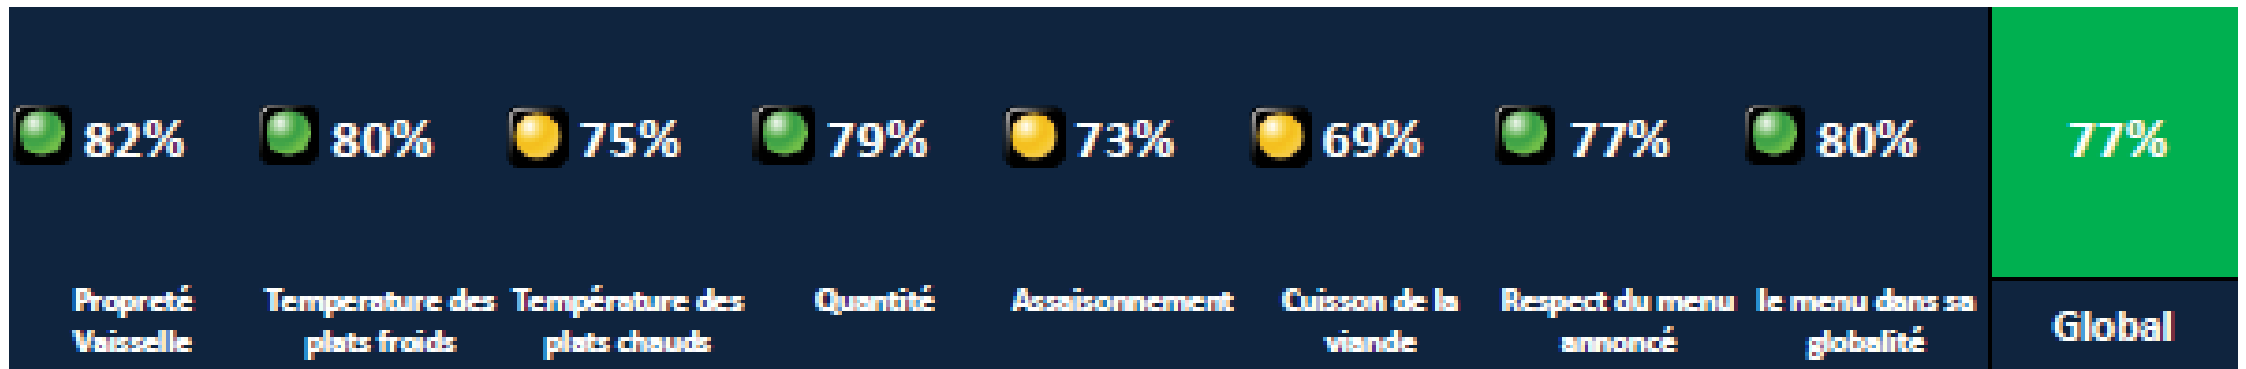 82% 80% 75% 79% 73% 69% 77% 80% 77%
Propreté Temperature des Température des Quantité Assaisonnement Cuisson de la Respect du menu le menu dans sa
Vaisselle plats froids plats chauds viande annoncé globalité
Global